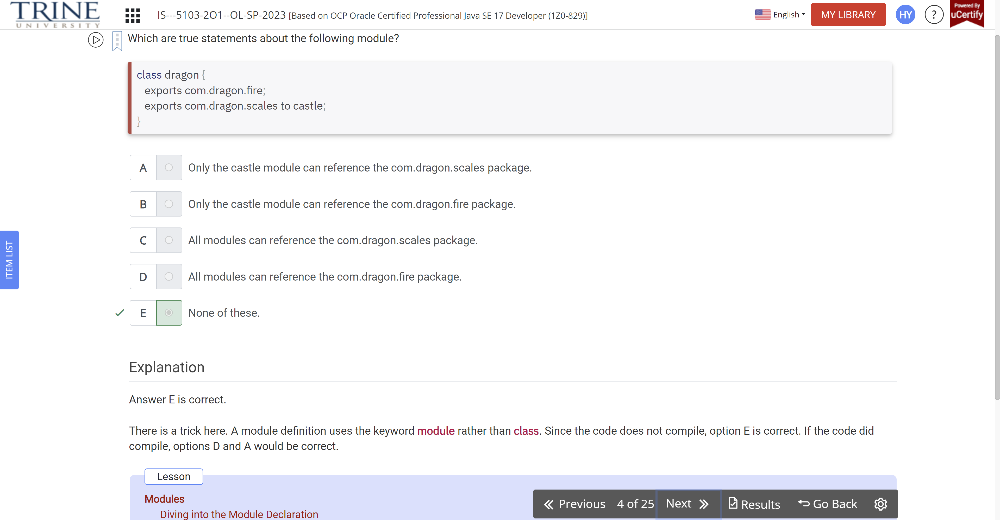 TRINE
UNIVERSITY
IS---5103-2O1--OL-SP-2023 [Based on OCP Oracle Certified Professional Java SE 17 Developer (1Z0-829)]
English
MY LIBRARY
HY
?
Powered By
uCertify
Which are true statements about the following module?
class dragon {
exports com.dragon.fire;
exports com.dragon.scales to castle;
}
A Only the castle module can reference the com.dragon.scales package.
B Only the castle module can reference the com.dragon.fire package.
C All modules can reference the com.dragon.scales package.
D All modules can reference the com.dragon.fire package.
E None of these.
ITEM LIST
Explanation
Answer E is correct.
There is a trick here. A module definition uses the keyword module rather than class. Since the code does not compile, option E is correct. If the code did
compile, options D and A would be correct.
Lesson
Modules
Diving into the Module Declaration
Previous 4 of 25 Next Results Go Back